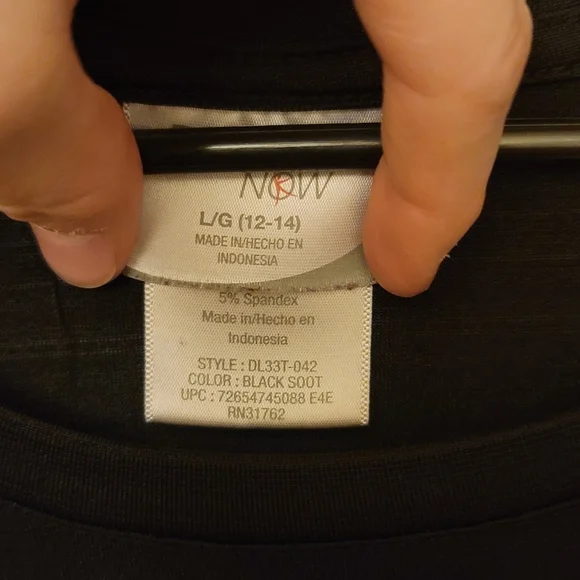 NOW
L/G (12-14)
MADE IN/HECHO EN
INDONESIA
5% Spandex
Made in/Hecho en
Indonesia
STYLE : DL33T-042
COLOR : BLACK SOOT
UPC : 72654745088 E4E
RN31762